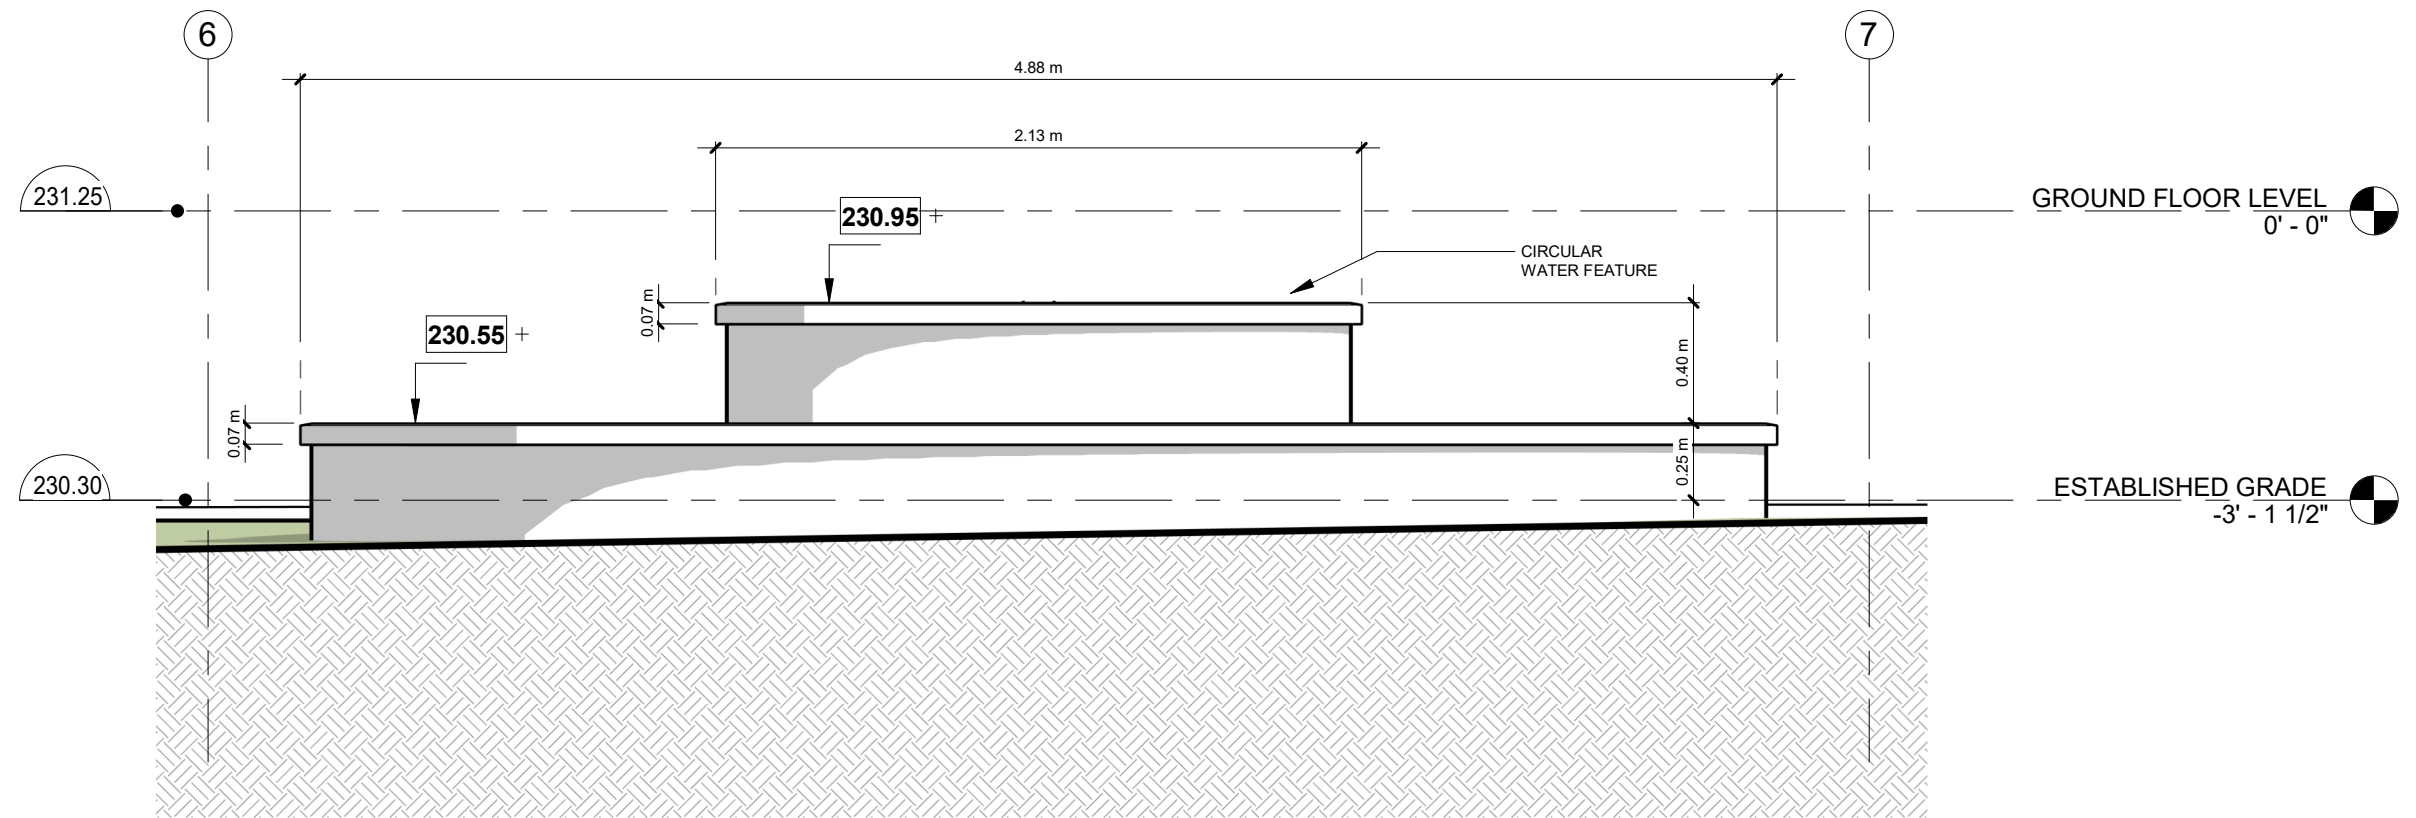 6
7
4.88 m
2.13 m
231.25
GROUND FLOOR LEVEL
0' - 0"
230.95
CIRCULAR
WATER FEATURE
0.07 m
230.55
0.40 m
0.07 m
0.25 m
230.30
ESTABLISHED GRADE
-3' - 1 1/2"